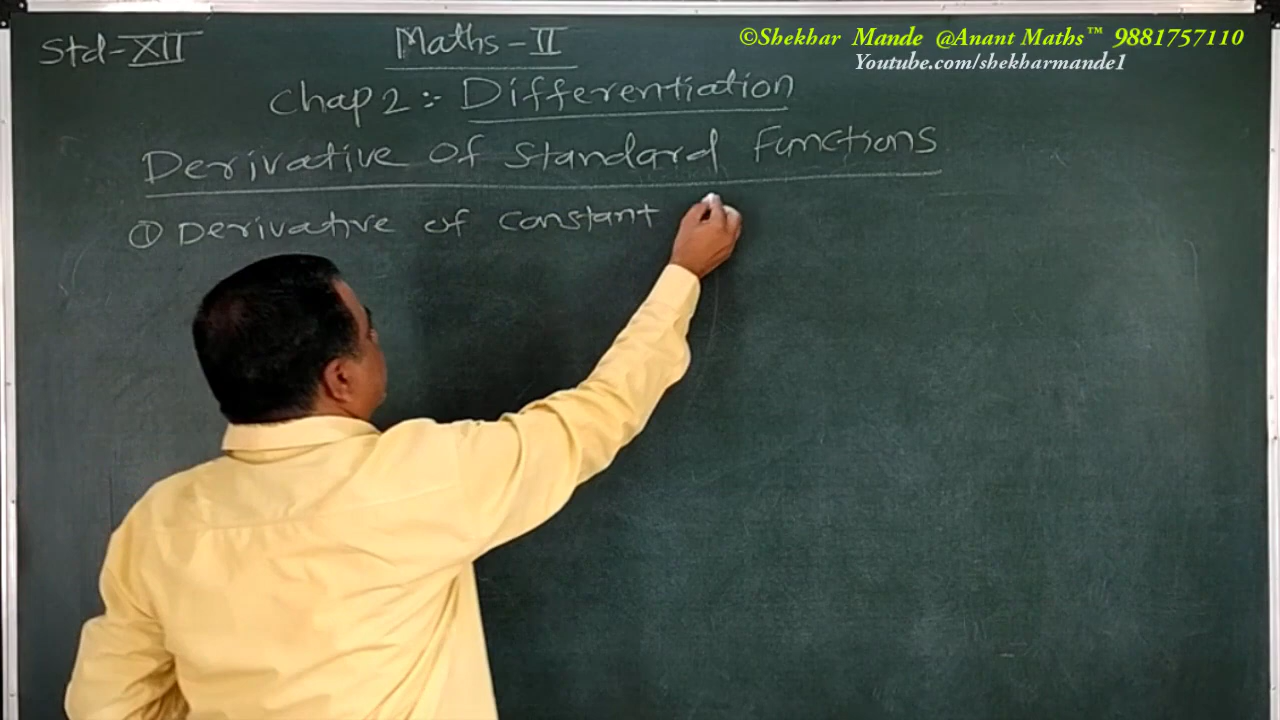 Std-XII
Maths-II
©Shekhar Mande @Anant Maths™ 9881757110
Youtube.com/shekharmande1
Chap 2:- Differentiation
Derivative of Standard Functions
① Derivative of constant